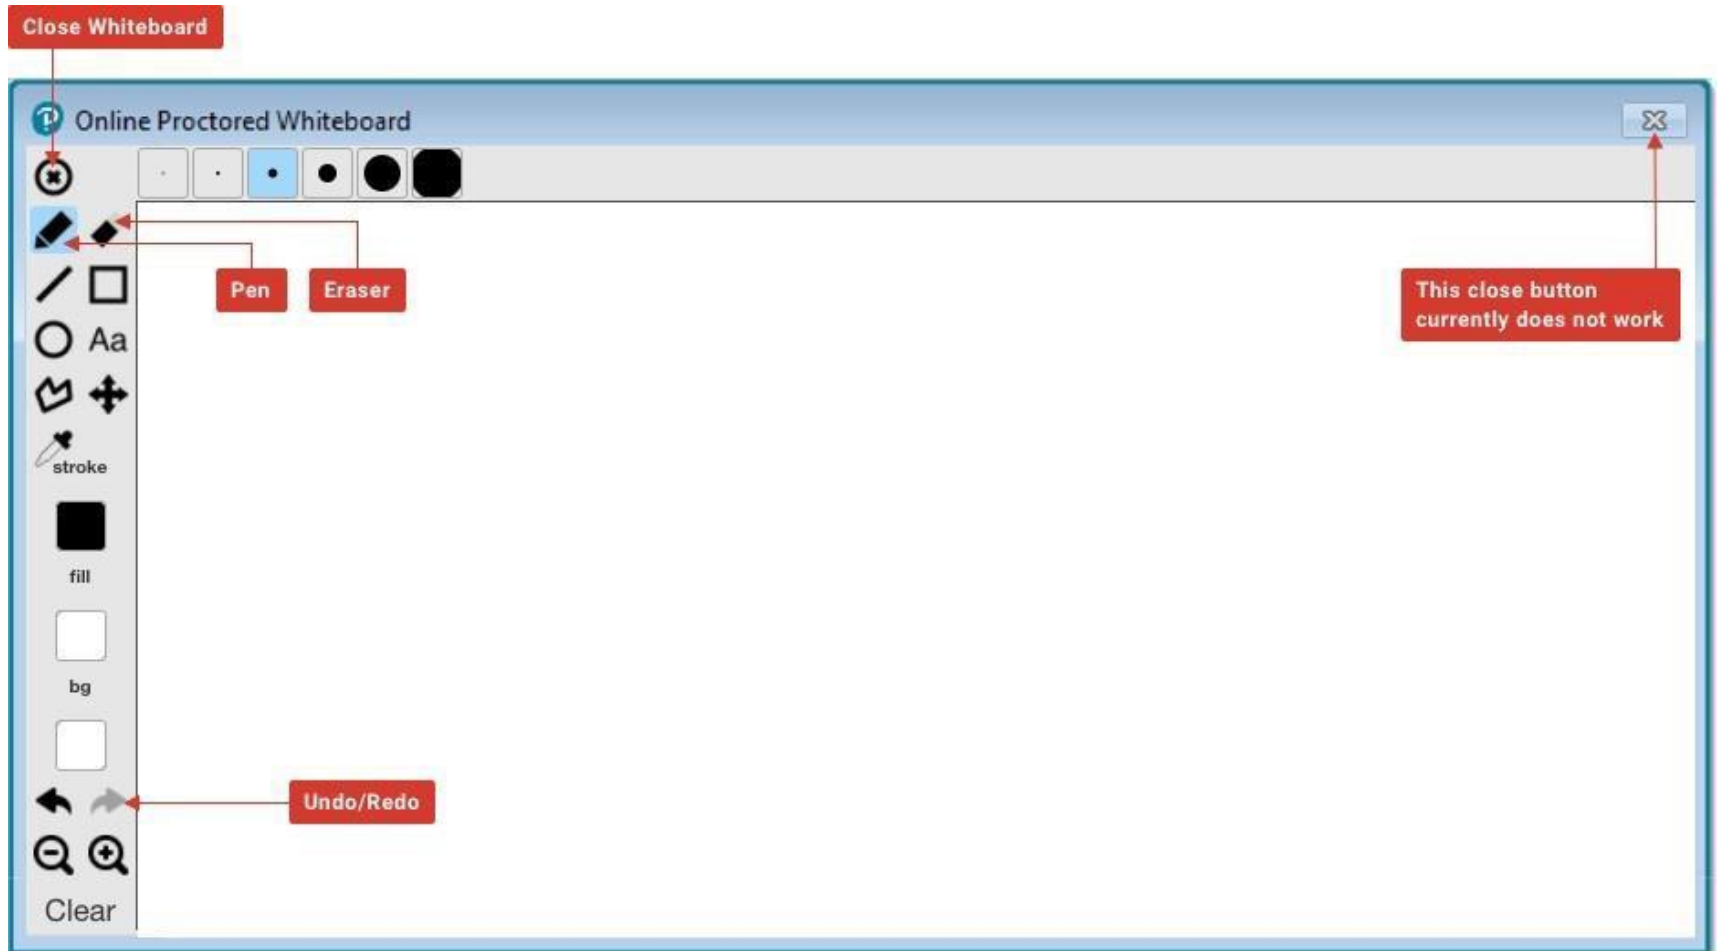 Close Whiteboard
Online Proctored Whiteboard
Pen
Eraser
This close button
currently does not work
Aa
stroke
fill
bg
Undo/Redo
Clear